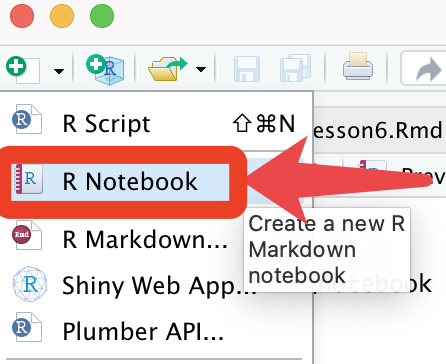 R Script ⇧⌘N
esson6.Rmd
R Notebook
Prev
Create a new R
Markdown
notebook
R Markdown...
otebook
Shiny Web App...
Plumber API...